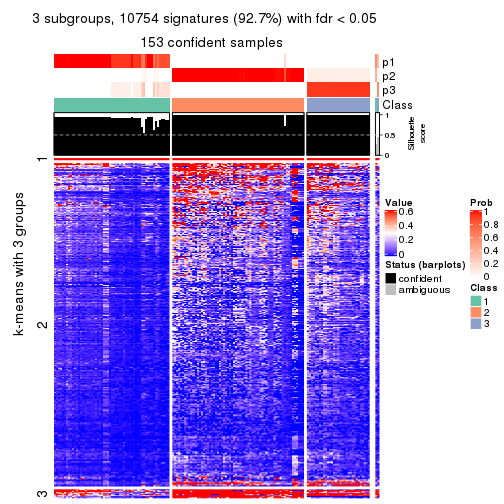 3 subgroups, 10754 signatures (92.7%) with fdr < 0.05
153 confident samples
p1
p2
p3
Class
1
0.5
0
Silhouette
score
k-means with 3 groups
1
2
3
Value
0.6
0.4
0.2
0
Status (barplots)
confident
ambiguous
Prob
1
0.8
0.6
0.4
0.2
0
Class
1
2
3